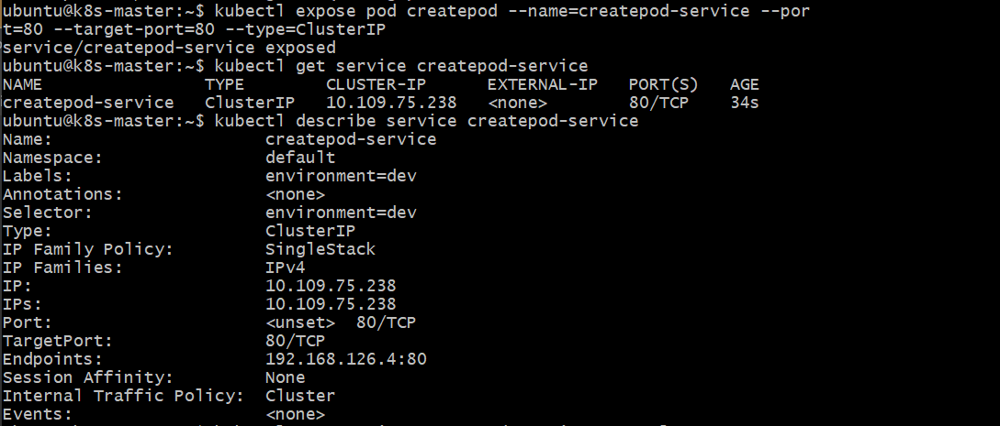 ubuntu@k8s-master:~$ kubectl expose pod createpod --name=createpod-service --por
t=80 --target-port=80 --type=ClusterIP
service/createpod-service exposed
ubuntu@k8s-master:~$ kubectl get service createpod-service
NAME                TYPE        CLUSTER-IP      EXTERNAL-IP   PORT(S)   AGE
createpod-service   ClusterIP   10.109.75.238   <none>        80/TCP    34s
ubuntu@k8s-master:~$ kubectl describe service createpod-service
Name:                     createpod-service
Namespace:                default
Labels:                   environment=dev
Annotations:              <none>
Selector:                 environment=dev
Type:                     ClusterIP
IP Family Policy:         SingleStack
IP Families:              IPv4
IP:                       10.109.75.238
IPs:                      10.109.75.238
Port:                     <unset>  80/TCP
TargetPort:               80/TCP
Endpoints:                192.168.126.4:80
Session Affinity:         None
Internal Traffic Policy:  Cluster
Events:                   <none>